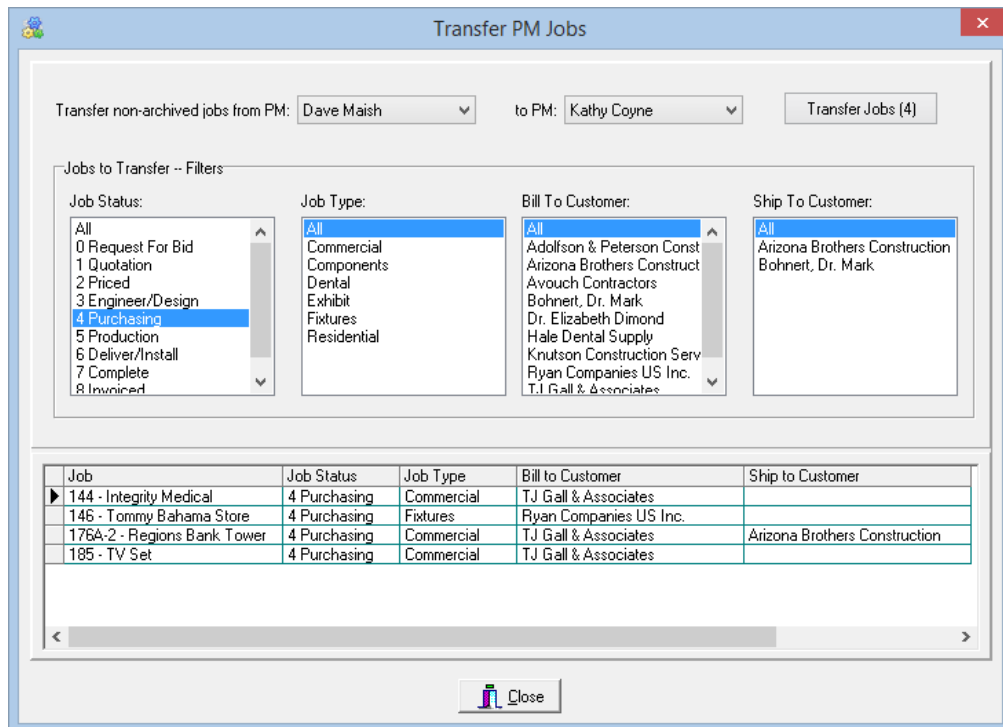 Transfer PM Jobs
Transfer non-archived jobs from PM: Dave Maish to PM: Kathy Coyne Transfer Jobs (4)
Jobs to Transfer -- Filters
Job Status: Job Type: Bill To Customer: Ship To Customer:
All All All All
0 Request For Bid Commercial Adolfson & Peterson Const Arizona Brothers Construction
1 Quotation Components Arizona Brothers Construct Bohnert, Dr. Mark
2 Priced Dental Avouch Contractors
3 Engineer/Design Exhibit Bohnert, Dr. Mark
4 Purchasing Fixtures Dr. Elizabeth Dimond
5 Production Residential Hale Dental Supply
6 Deliver/Install Knutson Construction Serv
7 Complete Ryan Companies US Inc.
8 Invoiced TJ Gall & Associates
Job Job Status Job Type Bill to Customer Ship to Customer
144 - Integrity Medical 4 Purchasing Commercial TJ Gall & Associates
146 - Tommy Bahama Store 4 Purchasing Fixtures Ryan Companies US Inc.
176A-2 - Regions Bank Tower 4 Purchasing Commercial TJ Gall & Associates Arizona Brothers Construction
185 - TV Set 4 Purchasing Commercial TJ Gall & Associates
Close